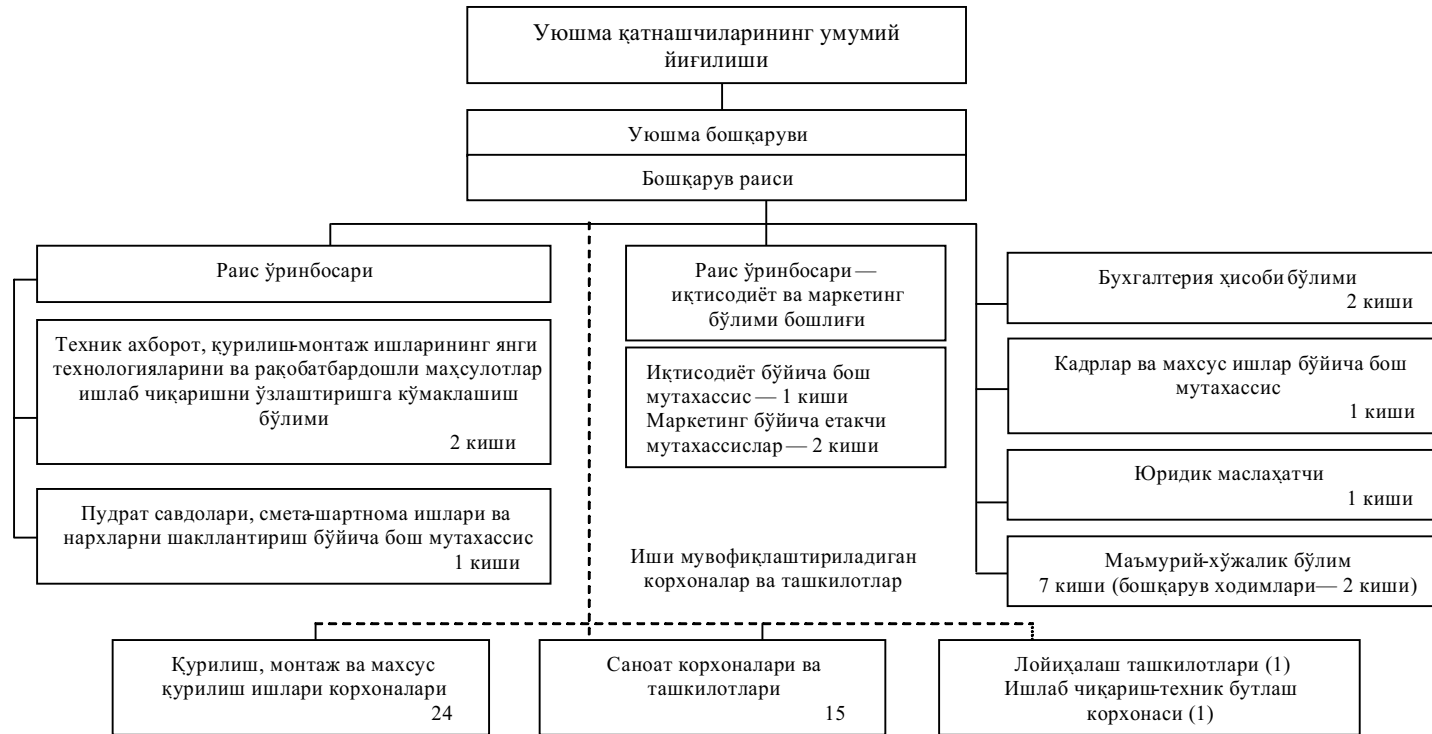 Уюшма қатнашчиларининг умумий
йиғилиши
Уюшма бошқаруви
Бошқарув раиси
Раис ўринбосари
Техник ахборот, қурилиш-монтаж ишларининг янги
технологияларини ва рақобатбардошли маҳсулотлар
ишлаб чиқаришни ўзлаштиришга кўмаклашиш
бўлими
2 киши
Пудрат савдолари, смета-шартнома ишлари ва
нархларни шакллантириш бўйича бош мутахассис
1 киши
Раис ўринбосари —
иқтисодиёт ва маркетинг
бўлими бошлиғи
Иқтисодиёт бўйича бош
мутахассис — 1 киши
Маркетинг бўйича етакчи
мутахассислар — 2 киши
Бухгалтерия ҳисоби бўлими
2 киши
Кадрлар ва махсус ишлар бўйича бош
мутахассис
1 киши
Юридик маслаҳатчи
1 киши
Маъмурий-хўжалик бўлим
7 киши (бошқарув ходимлари— 2 киши)
Иши мувофиқлаштириладиган
корхоналар ва ташкилотлар
Қурилиш, монтаж ва махсус
қурилиш ишлари корхоналари
24
Саноат корхоналари ва
ташкилотлари
15
Лойиҳалаш ташкилотлари (1)
Ишлаб чиқариш-техник бутлаш
корхонаси (1)